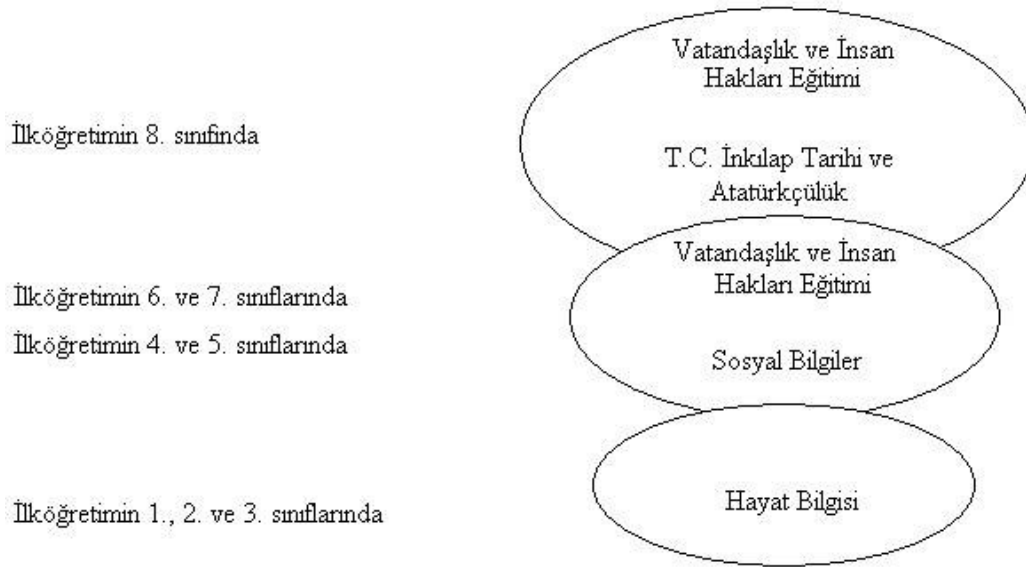 Vatandaşlık ve İnsan
Hakları Eğitimi
İlköğretimin 8. sınıfında
T.C. İnkılap Tarihi ve
Atatürkçülük
Vatandaşlık ve İnsan
Hakları Eğitimi
İlköğretimin 6. ve 7. sınıflarında
İlköğretimin 4. ve 5. sınıflarında
Sosyal Bilgiler
İlköğretimin 1., 2. ve 3. sınıflarında
Hayat Bilgisi